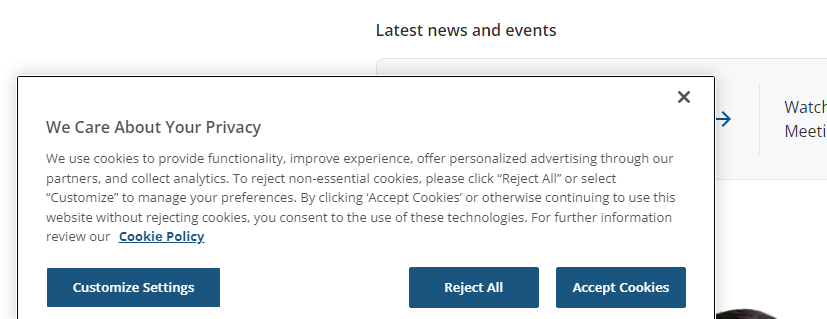 Latest news and events
Watch
Meeti
We Care About Your Privacy
We use cookies to provide functionality, improve experience, offer personalized advertising through our
partners, and collect analytics. To reject non-essential cookies, please click “Reject All” or select
“Customize” to manage your preferences. By clicking ‘Accept Cookies’ or otherwise continuing to use this
website without rejecting cookies, you consent to the use of these technologies. For further information
review our Cookie Policy
Customize Settings
Reject All
Accept Cookies